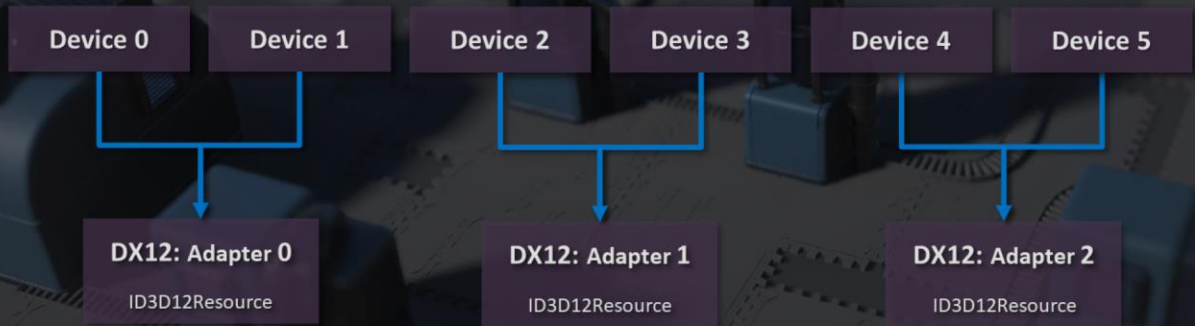 Device 0
Device 1
Device 2
Device 3
Device 4
Device 5
DX12: Adapter 0
ID3D12Resource
DX12: Adapter 1
ID3D12Resource
DX12: Adapter 2
ID3D12Resource